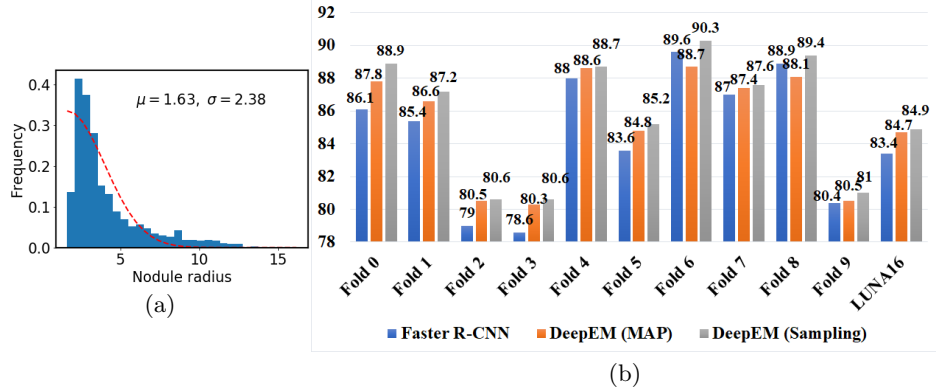 0.4
0.3
0.2
0.1
0.0
Frequency
μ = 1.63, σ = 2.38
5 10 15
Nodule radius
(a)
92
90
88
86
84
82
80
78
86.1 87.8 88.9
85.4 86.6 87.2
79 80.5 80.6
78.6 80.3 80.6
88 88.6 88.7
83.6 84.8 85.2
89.6 88.7 90.3
87 87.4 87.6
88.9 88.1 89.4
80.4 80.5 81
83.4 84.7 84.9
Fold 0 Fold 1 Fold 2 Fold 3 Fold 4 Fold 5 Fold 6 Fold 7 Fold 8 Fold 9 LUNA16
Faster R-CNN DeepEM (MAP) DeepEM (Sampling)
(b)